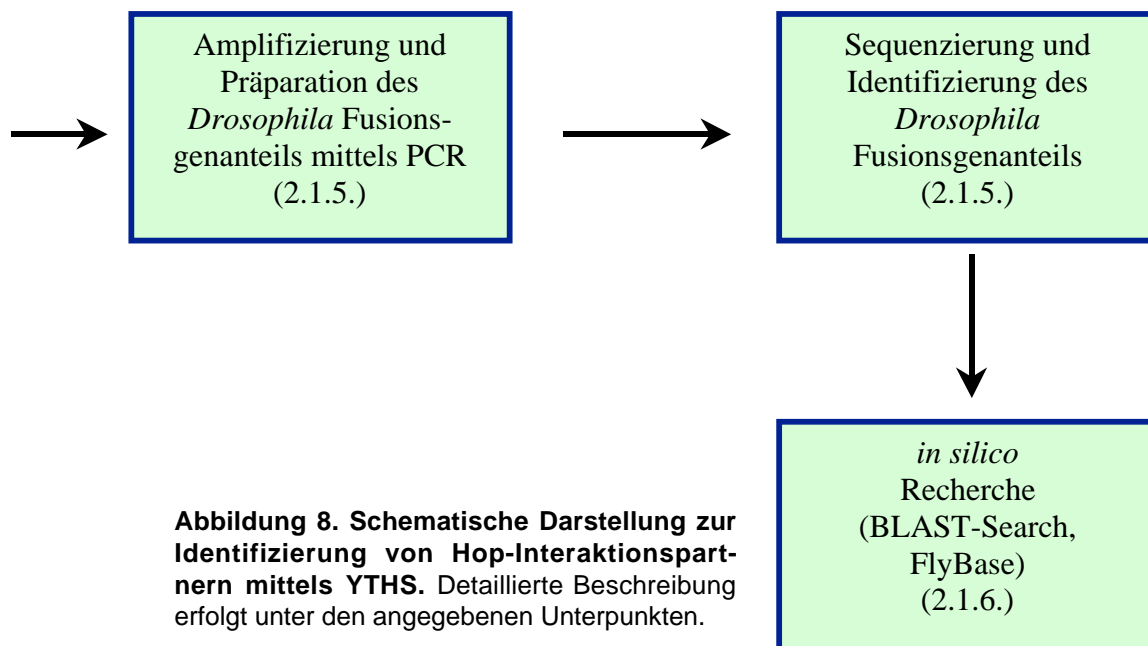 Amplifizierung und
Präparation des
Drosophila Fusions-
genanteils mittels PCR
(2.1.5.)
Sequenzierung und
Identifizierung des
Drosophila
Fusionsgenanteils
(2.1.5.)
in silico
Recherche
(BLAST-Search,
FlyBase)
(2.1.6.)
Abbildung 8. Schematische Darstellung zur
Identifizierung von Hop-Interaktionspart-
nern mittels YTHS. Detaillierte Beschreibung
erfolgt unter den angegebenen Unterpunkten.